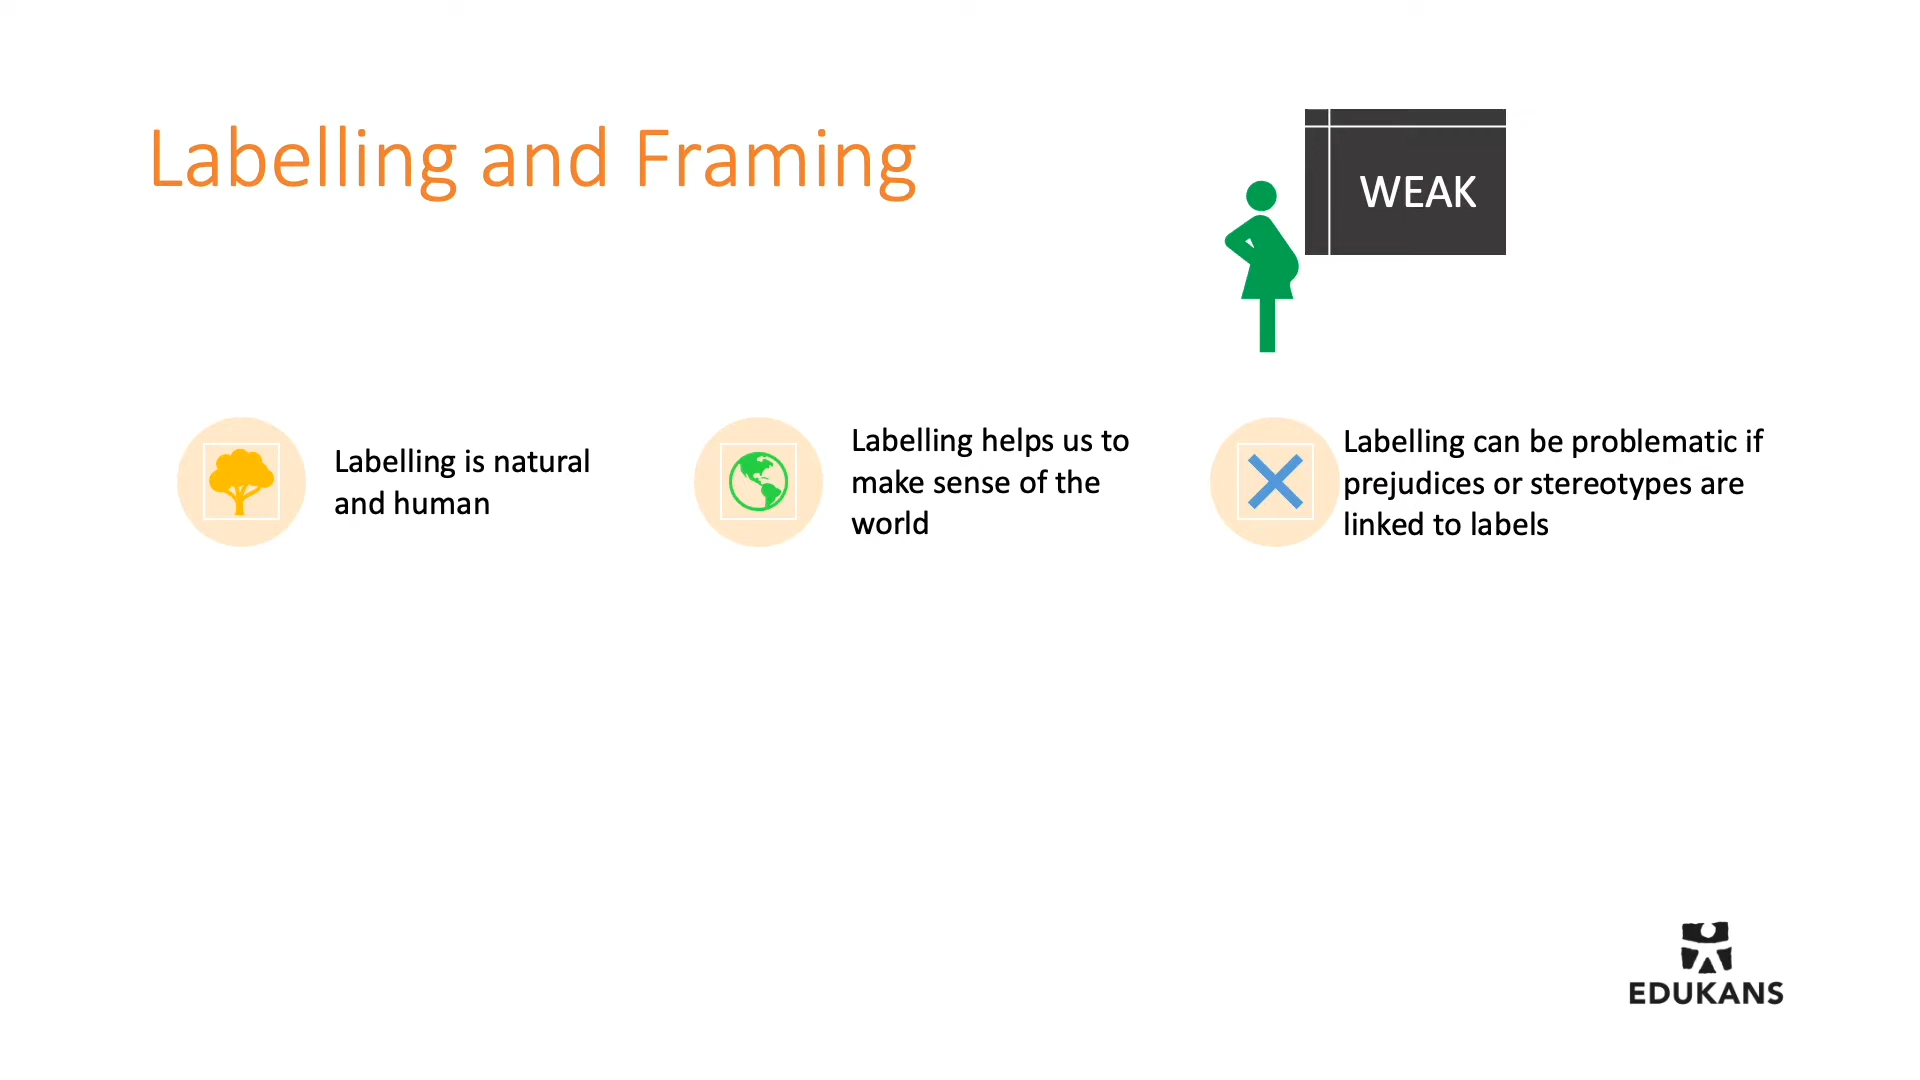 Labelling and Framing
WEAK
Labelling is natural
and human
Labelling helps us to
make sense of the
world
Labelling can be problematic if
prejudices or stereotypes are
linked to labels
EDUKANS